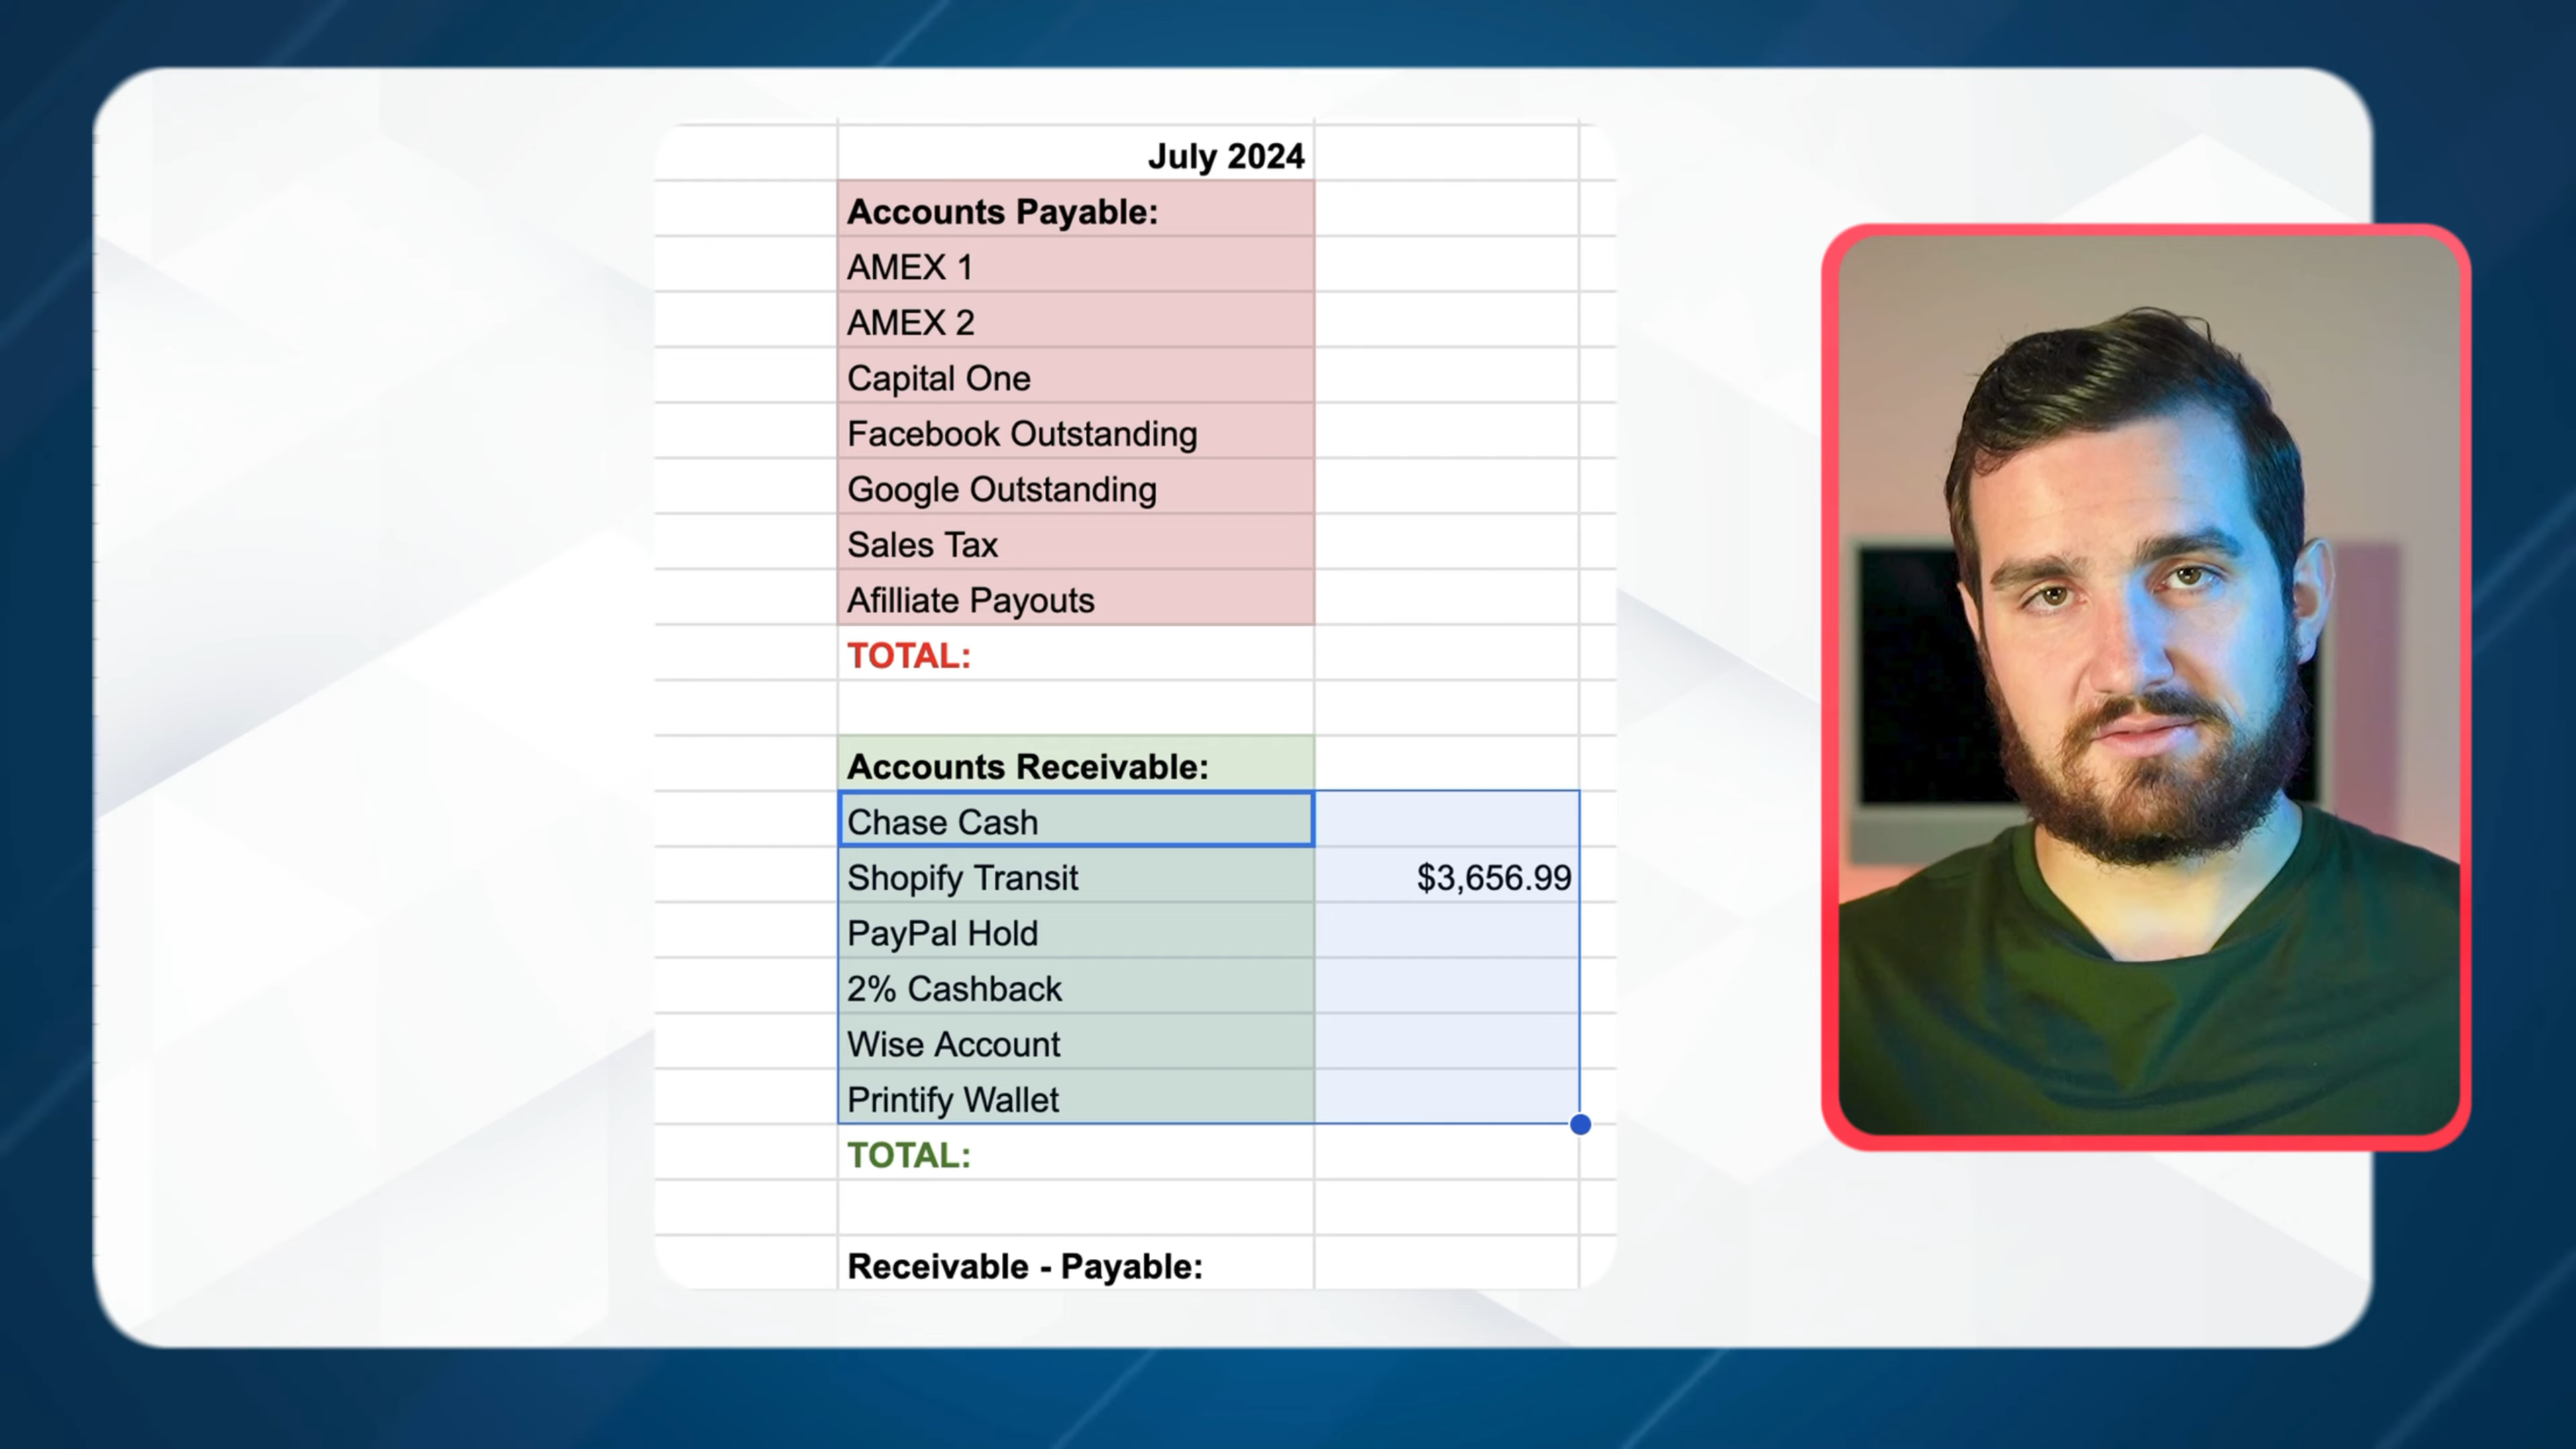 July 2024
Accounts Payable:
AMEX 1
AMEX 2
Capital One
Facebook Outstanding
Google Outstanding
Sales Tax
Afilliate Payouts
TOTAL:
Accounts Receivable:
Chase Cash
Shopify Transit $3,656.99
PayPal Hold
2% Cashback
Wise Account
Printify Wallet
TOTAL:
Receivable - Payable: